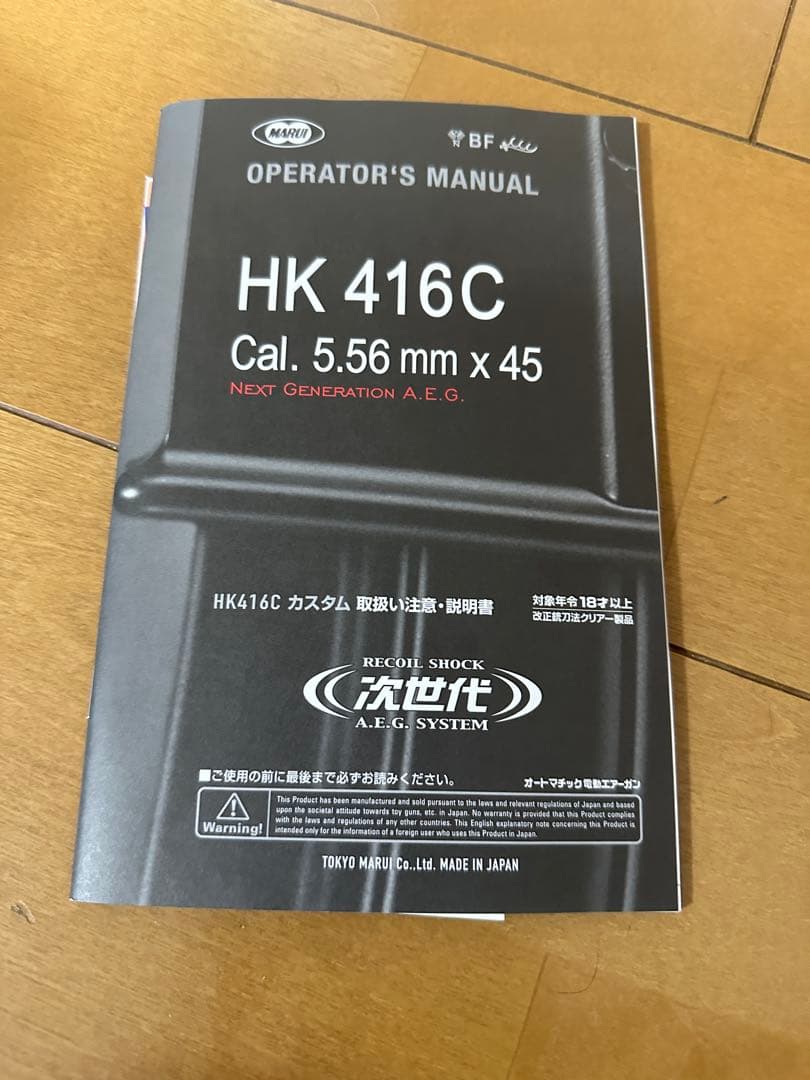 MARUI
BF
OPERATOR'S MANUAL
HK 416C
Cal. 5.56 mm x 45
NEXT GENERATION A.E.G.
HK416C カスタム 取扱い注意・説明書
対象年令18才以上
改正銃刀法クリアー製品
RECOIL SHOCK
次世代
A.E.G. SYSTEM
■ご使用の前に最後まで必ずお読みください。
オートマチック電動エアーガン
Warning!
This Product has been manufactured and sold pursuant to the laws and relevant regulations of Japan and based
upon the societal attitude towards toy guns, etc. in Japan. No warranty is provided that this Product complies
with the laws and regulations of any other countries. This English explanatory note concerning this Product is
intended only for the information of a foreign user who uses this Product in Japan.
TOKYO MARUI Co.,Ltd. MADE IN JAPAN